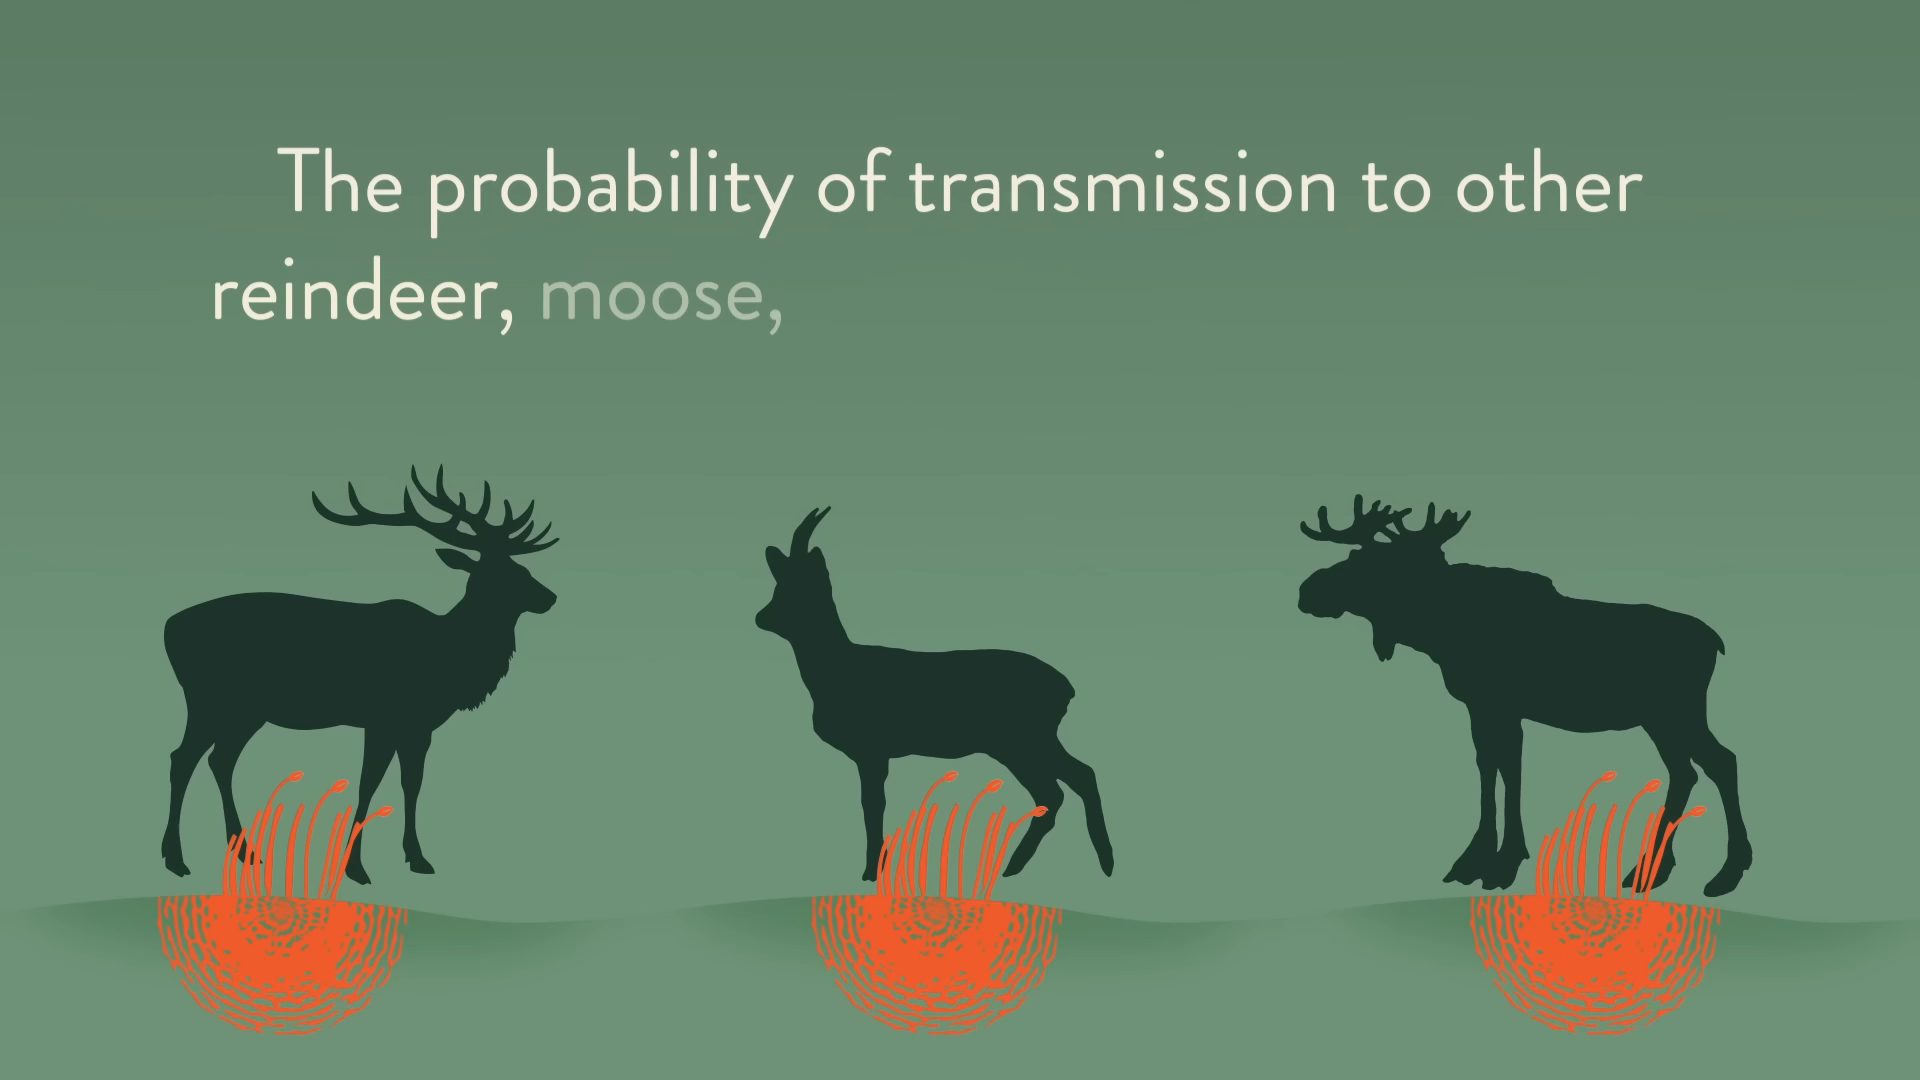 The probability of transmission to other
reindeer, moose,